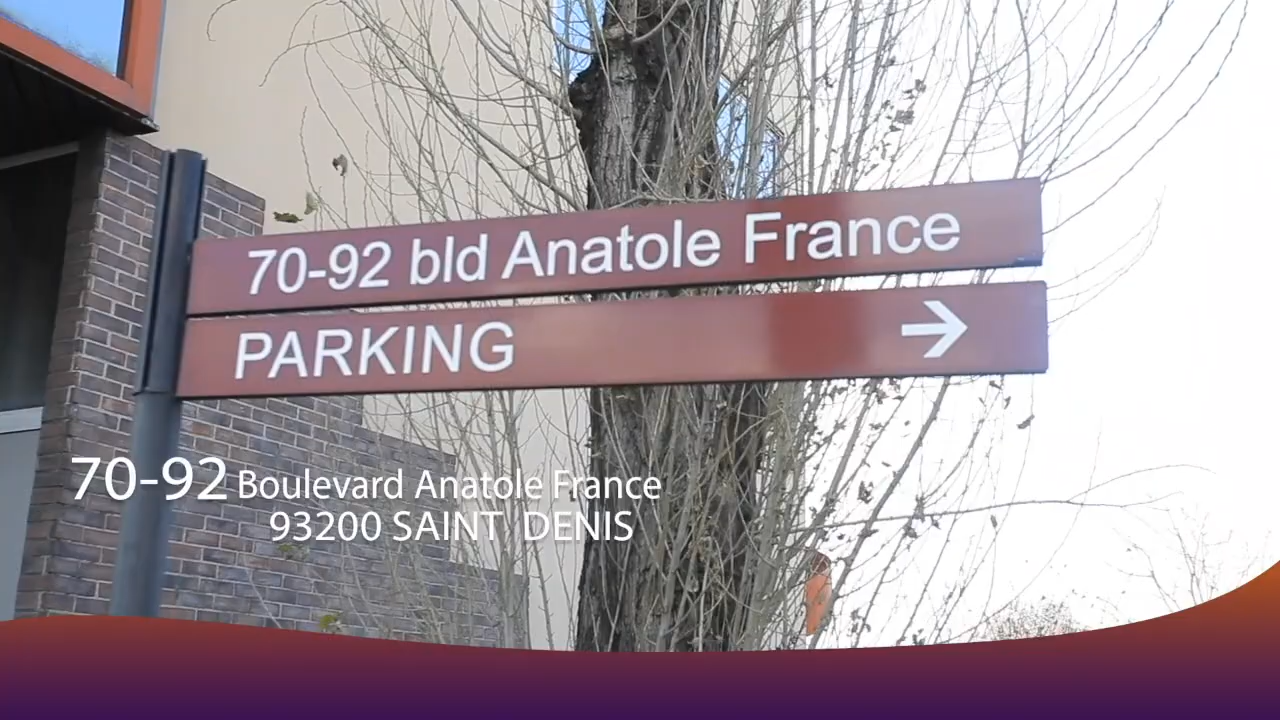 70-92 bld Anatole France
PARKING →
70-92 Boulevard Anatole France
93200 SAINT DENIS